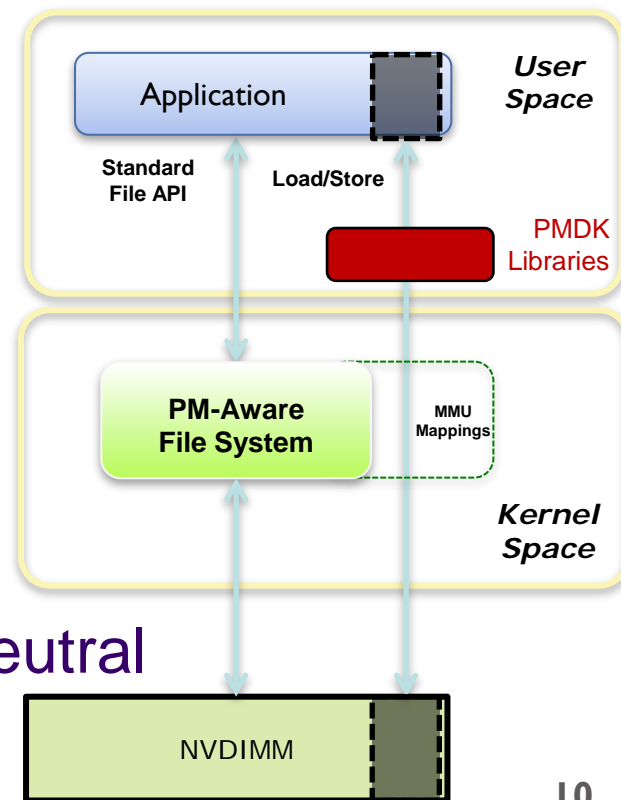 User
Space
Application
Standard
File API
Load/Store
PMDK
Libraries
PM-Aware
File System
MMU
Mappings
Kernel
Space
eutral
NVDIMM
10